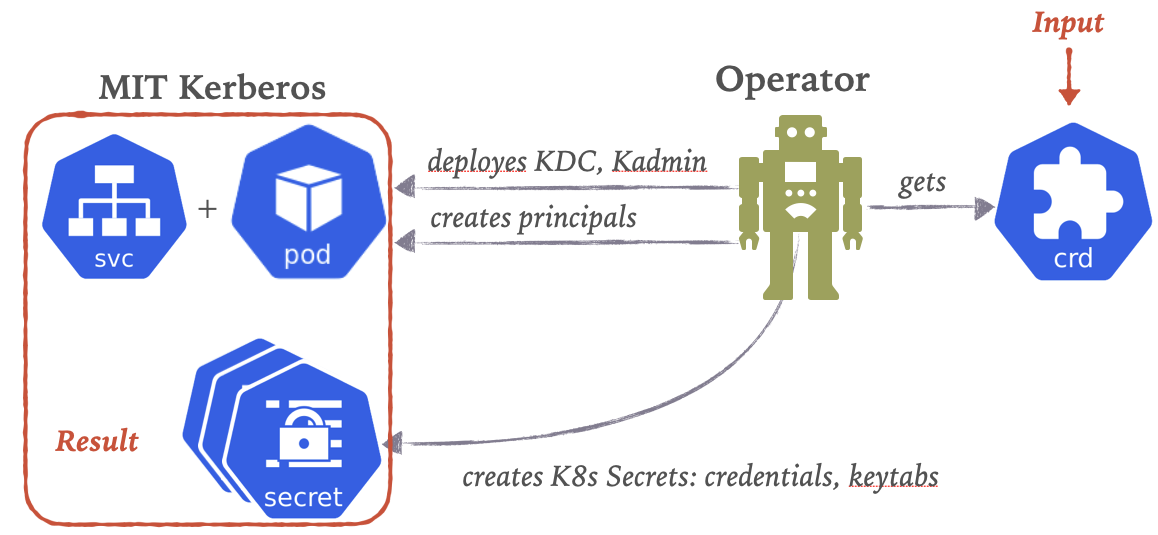 Input
MIT Kerberos
Operator
deployes KDC, Kadmin
gets
creates principals
svc
+
pod
crd
Result
secret
creates K8s Secrets: credentials, keytabs